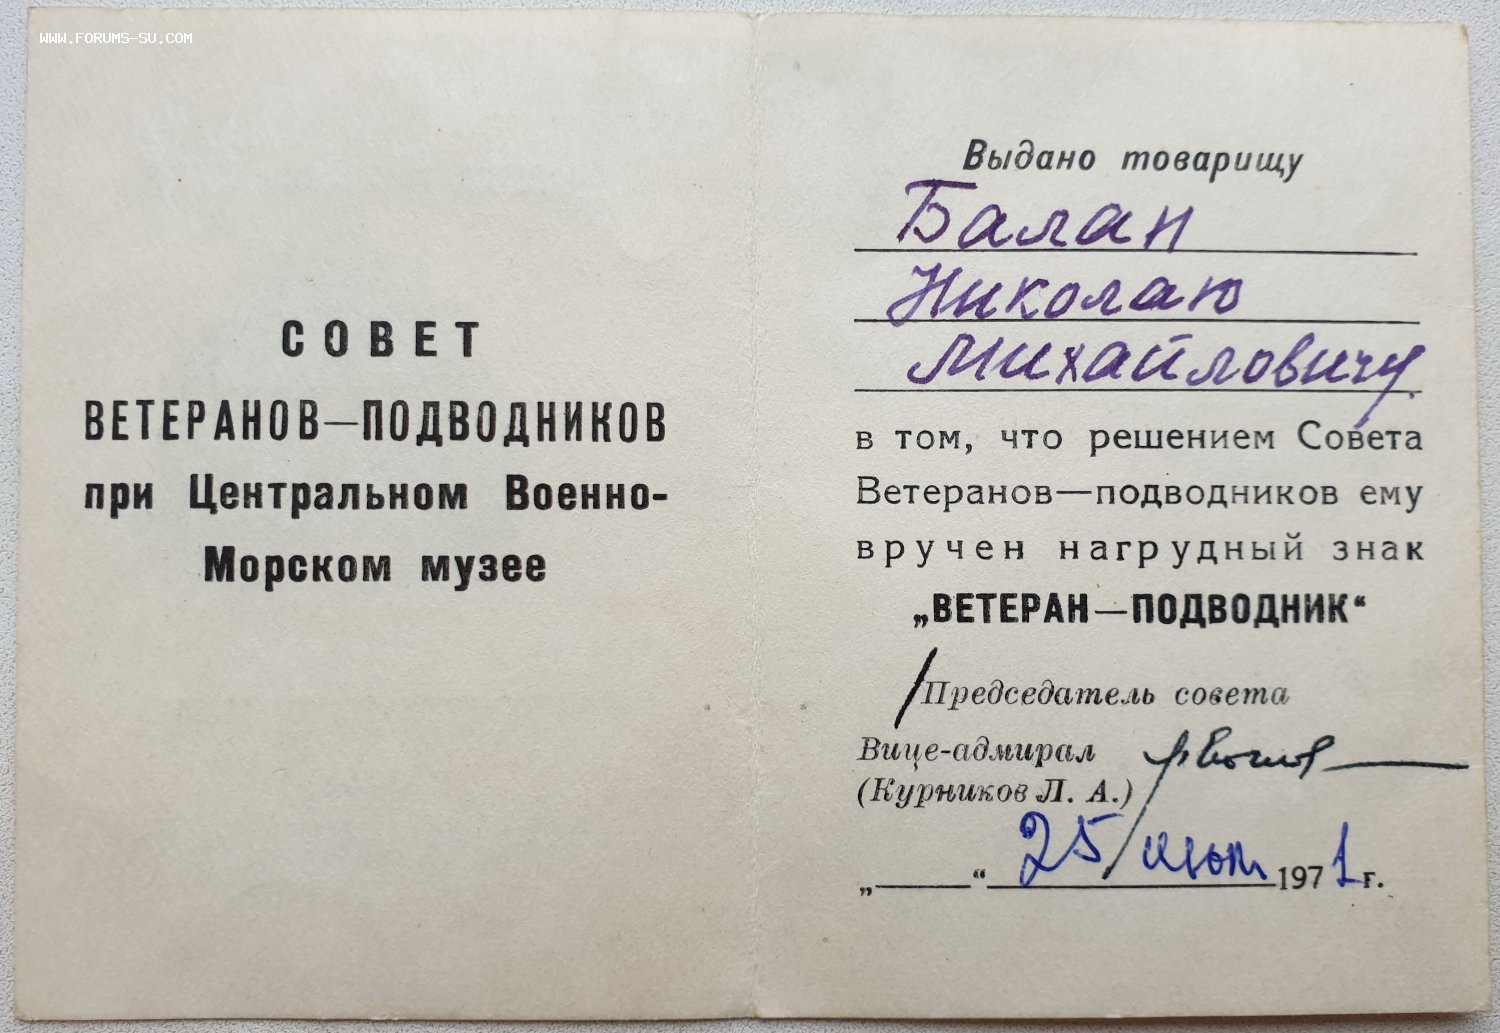 WWW.FORUMS-SU.COM
СОВЕТ
ВЕТЕРАНОВ—ПОДВОДНИКОВ
при Центральном Военно-
Морском музее
Выдано товарищу
Балан
Николаю
Михайловичу
в том, что решением Совета
Ветеранов—подводников ему
вручен нагрудный знак
„ВЕТЕРАН—ПОДВОДНИК“
Председатель совета
Вице-адмирал
(Курников Л. А.)
„ “ 25 1971 г.